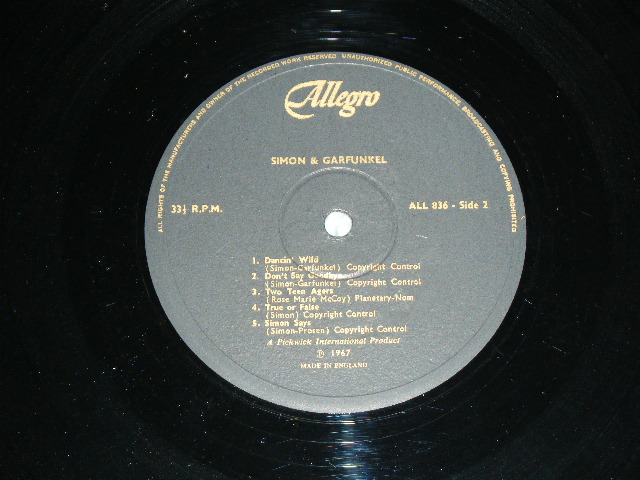 ALL RIGHTS OF THE MANUFACTURERS AND OWNER OF THE RECORDED WORK RESERVED UNAUTHORIZED PUBLIC PERFORMANCE, BROADCASTING AND COPYING PROHIBITED
Allegro
SIMON & GARFUNKEL
33⅓ R.P.M.
ALL 836 - Side 2
1. Dancin' Wild
(Simon-Garfunkel) Copyright Control
2. Don't Say Goodbye
(Simon-Garfunkel) Copyright Control
3. Two Teen Agers
(Rose Marie McCoy) Planetary-Nom
4. True or False
(Simon) Copyright Control
5. Simon Says
(Simon-Prosen) Copyright Control
A Pickwick International Product
℗ 1967
MADE IN ENGLAND